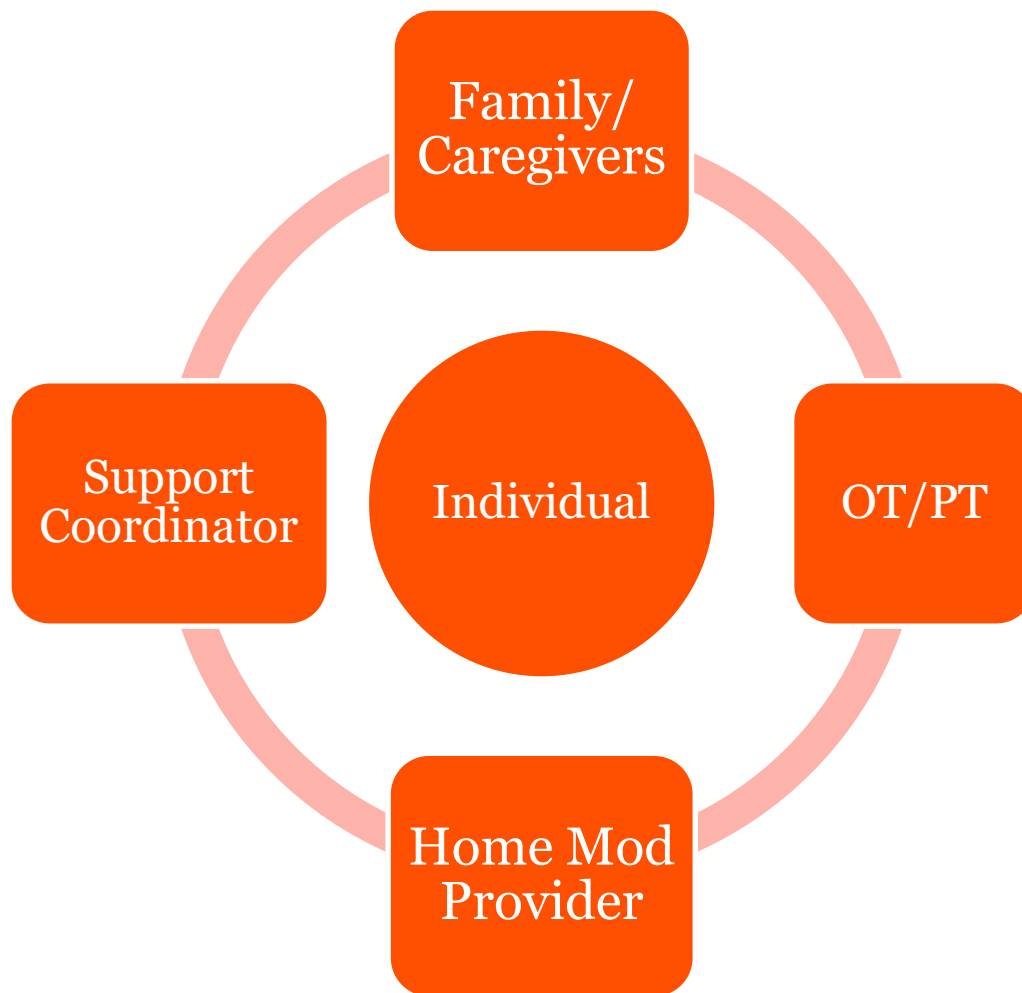 Family/
Caregivers
Support
Coordinator
Individual
OT/PT
Home Mod
Provider